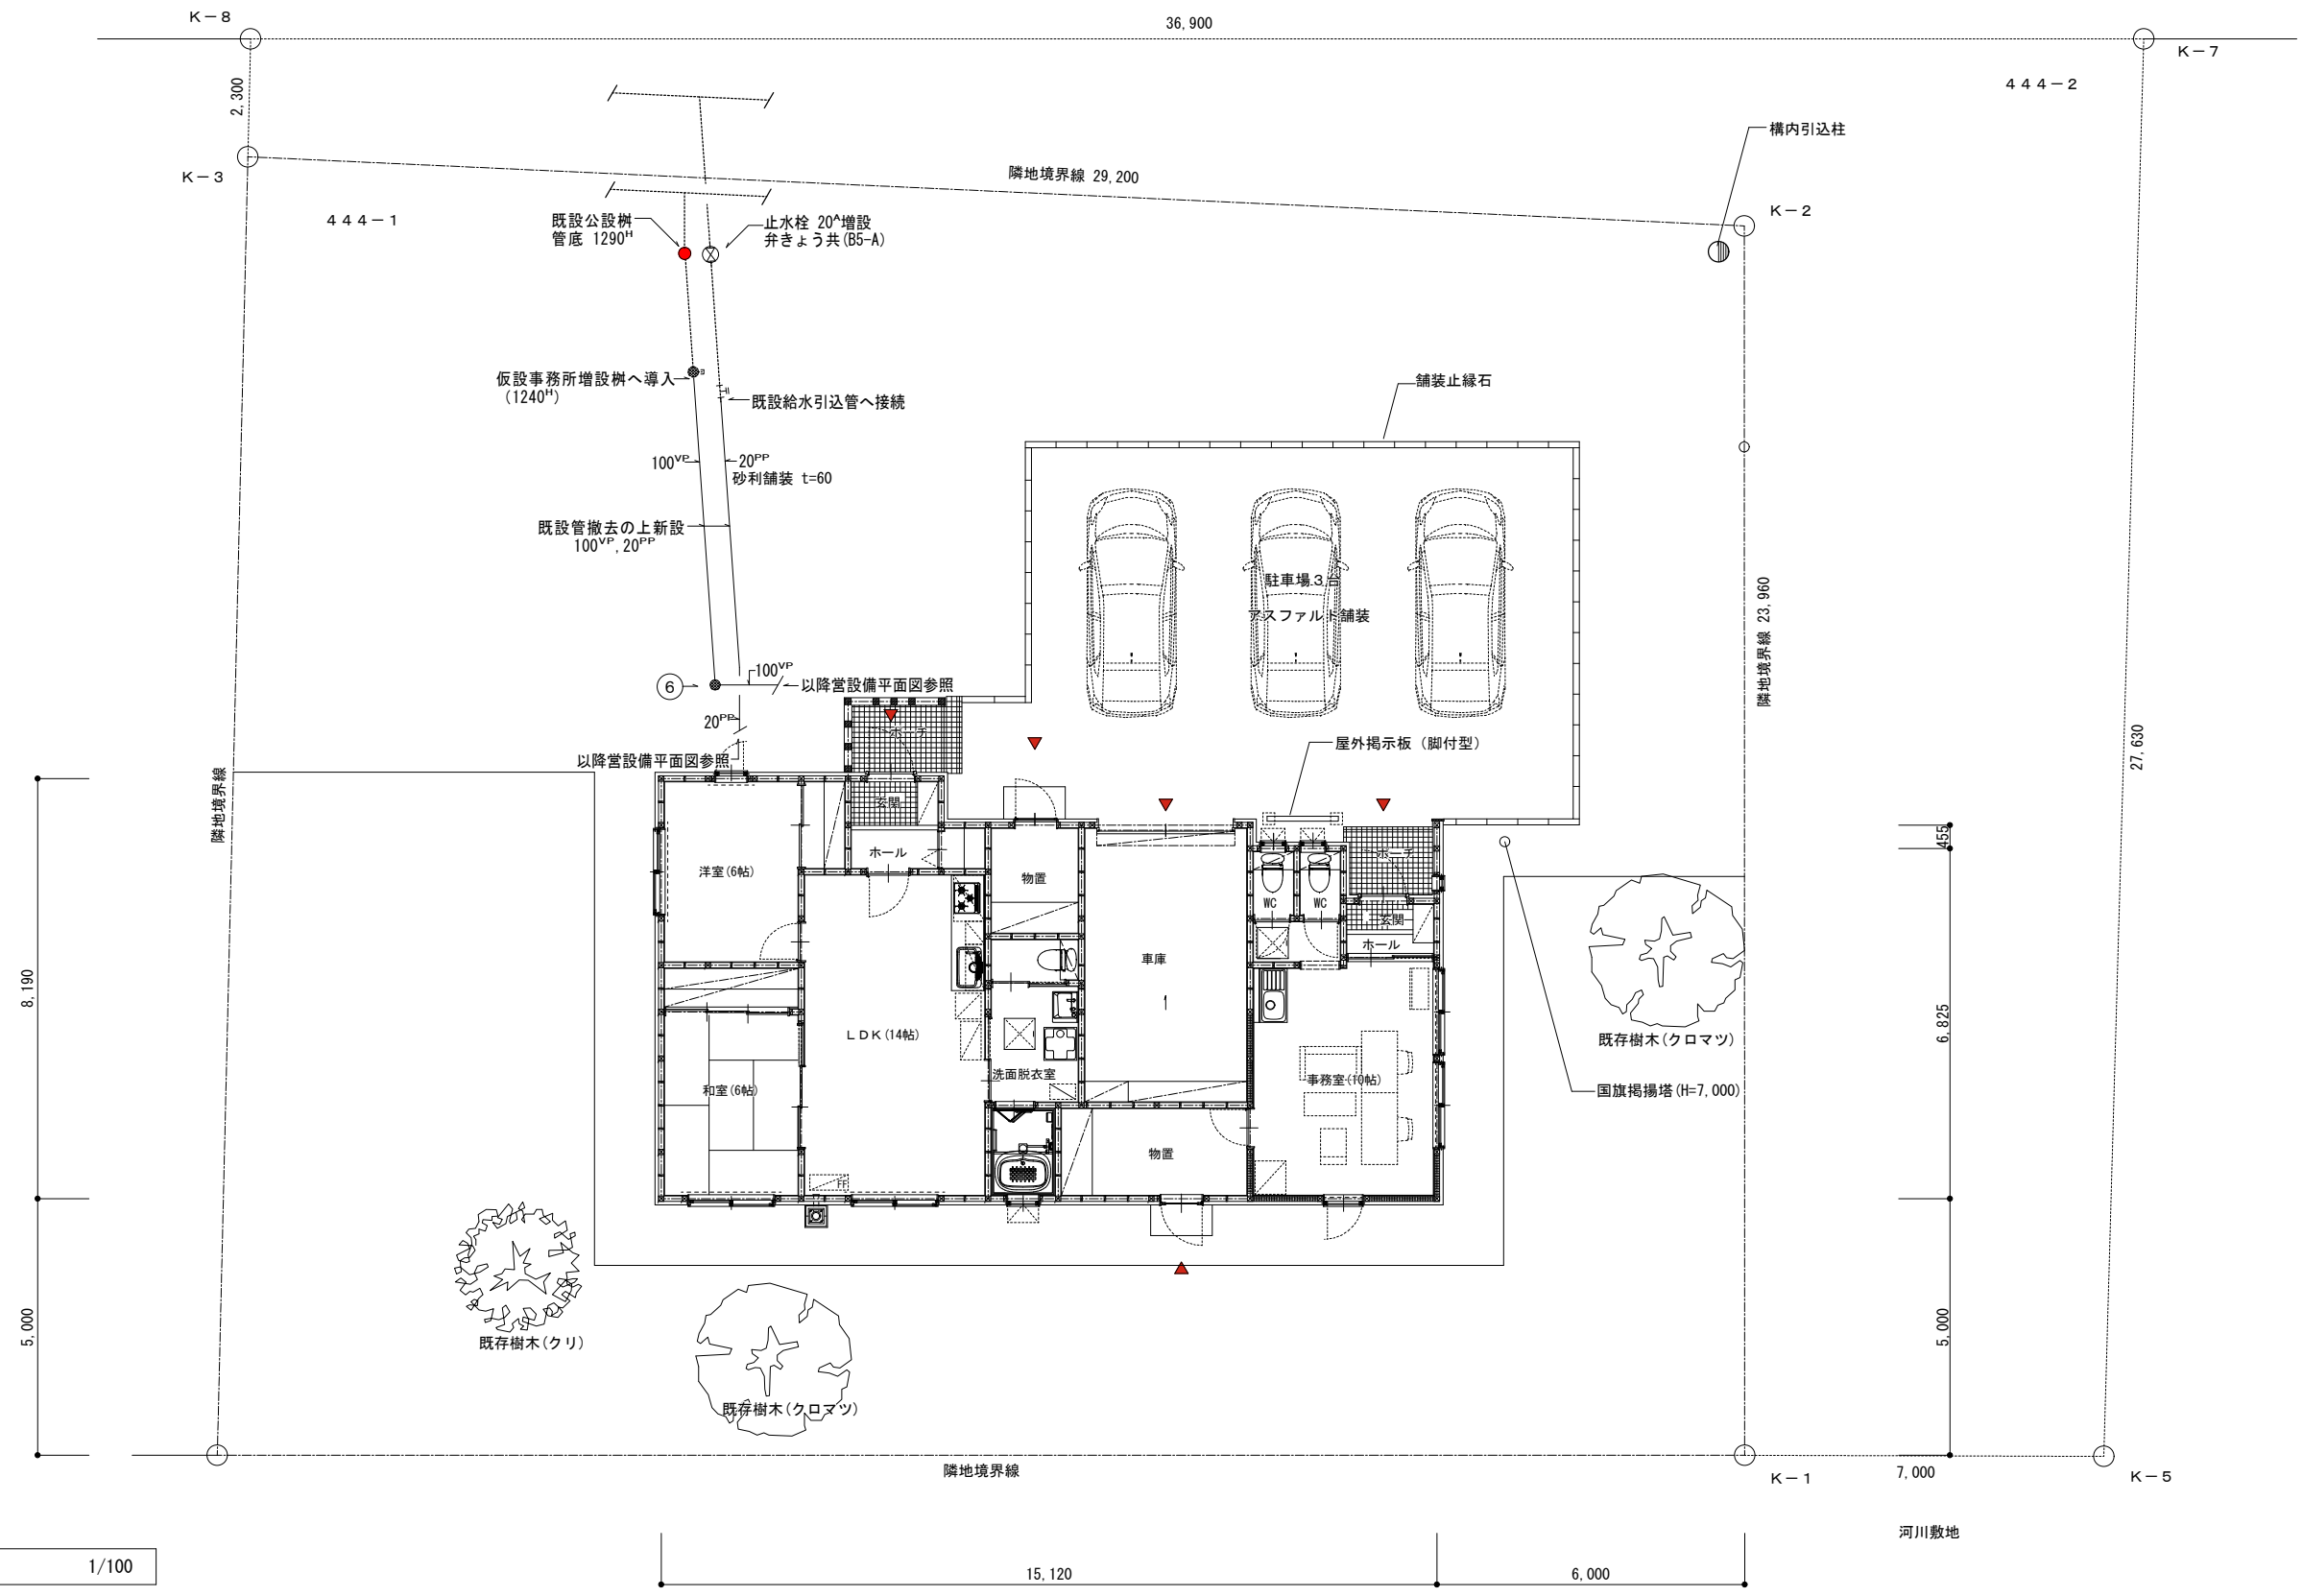 K－8
36,900
K－7
2,300
444－2
構内引込柱
K－3
隣地境界線 29,200
K－2
444－1
既設公設桝
管底 1290H
止水栓 20A増設
弁きょう共(B5-A)
仮設事務所増設桝へ導入
(1240H)
既設給水引込管へ接続
舗装止縁石
100VP
20PP
砂利舗装 t=60
既設管撤去の上新設
100VP,20PP
駐車場3台
アスファルト舗装
隣地境界線 23,960
27,630
6
100VP
以降営設備平面図参照
20PP
以降営設備平面図参照
ポーチ
屋外掲示板（脚付型）
隣地境界線
玄関
ホール
洋室(6帖)
物置
WC
WC
ポーチ
玄関
ホール
車庫
455
8,190
6,825
LDK(14帖)
既存樹木(クロマツ)
洗面脱衣室
和室(6帖)
事務室(10帖)
国旗掲揚塔(H=7,000)
物置
FF
既存樹木(クリ)
5,000
5,000
既存樹木(クロマツ)
隣地境界線
K－1
7,000
K－5
河川敷地
1/100
15,120
6,000